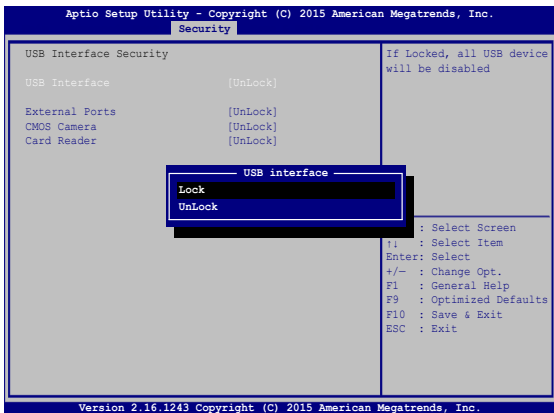 Aptio Setup Utility - Copyright (C) 2015 American Megatrends, Inc.
Security
USB Interface Security
USB Interface [UnLock]
External Ports [UnLock]
CMOS Camera [UnLock]
Card Reader [UnLock]
USB interface
Lock
UnLock
If Locked, all USB device
will be disabled
: Select Screen
↑↓ : Select Item
Enter: Select
+/— : Change Opt.
F1 : General Help
F9 : Optimized Defaults
F10 : Save & Exit
ESC : Exit
Version 2.16.1243 Copyright (C) 2015 American Megatrends, Inc.